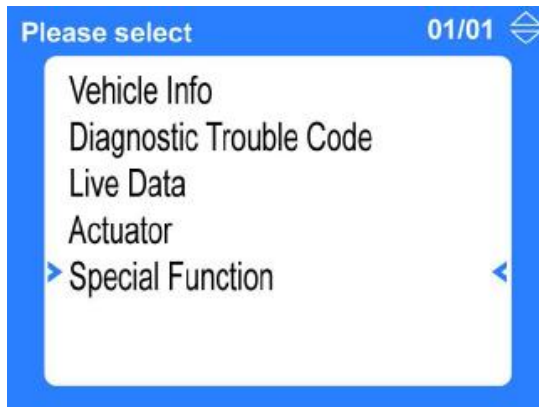 Please select 01/01
Vehicle Info
Diagnostic Trouble Code
Live Data
Actuator
> Special Function <